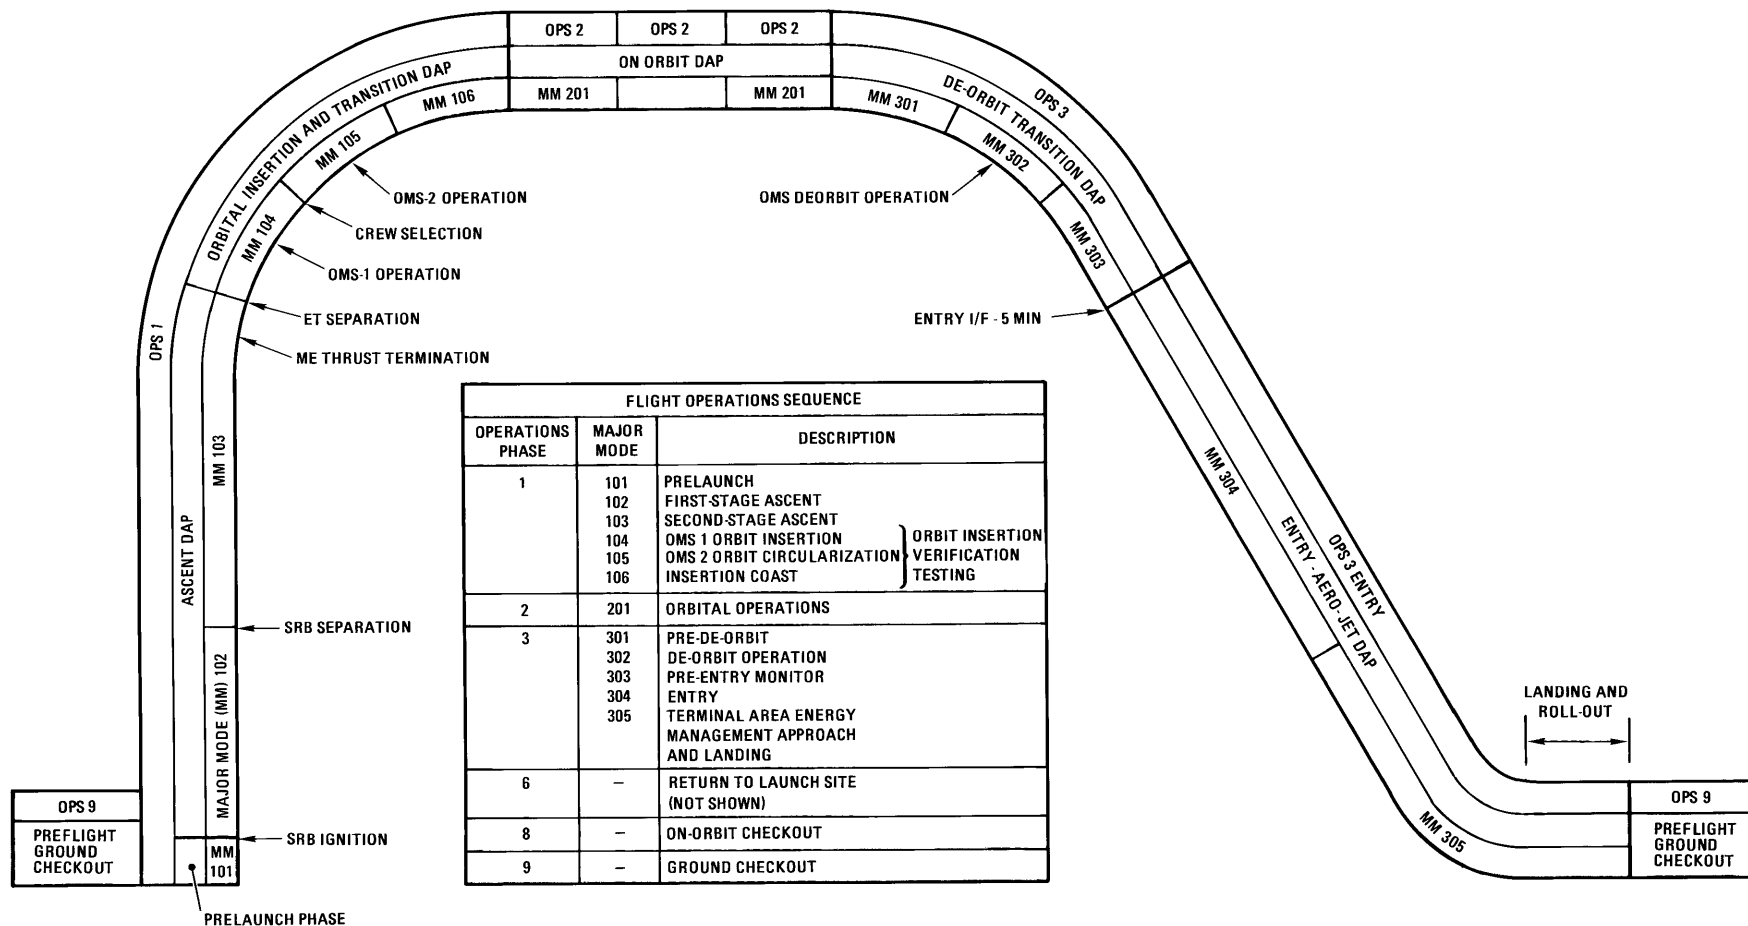 OPS 2
OPS 2
OPS 2
ON ORBIT DAP
MM 201
MM 201
OPS 9
PREFLIGHT
GROUND
CHECKOUT
PRELAUNCH PHASE
MM
101
SRB IGNITION
MAJOR MODE (MM) 102
SRB SEPARATION
ASCENT DAP
MM 103
OPS 1
ME THRUST TERMINATION
ET SEPARATION
ORBITAL INSERTION AND TRANSITION DAP
MM 104
OMS-1 OPERATION
CREW SELECTION
MM 105
OMS-2 OPERATION
MM 106
OPS 3
DE-ORBIT TRANSITION DAP
MM 301
MM 302
OMS DEORBIT OPERATION
MM 303
ENTRY I/F - 5 MIN
MM 304
OPS 3 ENTRY
ENTRY - AERO-JET DAP
MM 305
LANDING AND
ROLL-OUT
OPS 9
PREFLIGHT
GROUND
CHECKOUT
FLIGHT OPERATIONS SEQUENCE
OPERATIONS PHASE MAJOR MODE DESCRIPTION
1 101 PRELAUNCH
102 FIRST-STAGE ASCENT
103 SECOND-STAGE ASCENT
104 OMS 1 ORBIT INSERTION ORBIT INSERTION
105 OMS 2 ORBIT CIRCULARIZATION VERIFICATION
106 INSERTION COAST TESTING
2 201 ORBITAL OPERATIONS
3 301 PRE-DE-ORBIT
302 DE-ORBIT OPERATION
303 PRE-ENTRY MONITOR
304 ENTRY
305 TERMINAL AREA ENERGY
MANAGEMENT APPROACH
AND LANDING
6 – RETURN TO LAUNCH SITE
(NOT SHOWN)
8 – ON-ORBIT CHECKOUT
9 – GROUND CHECKOUT